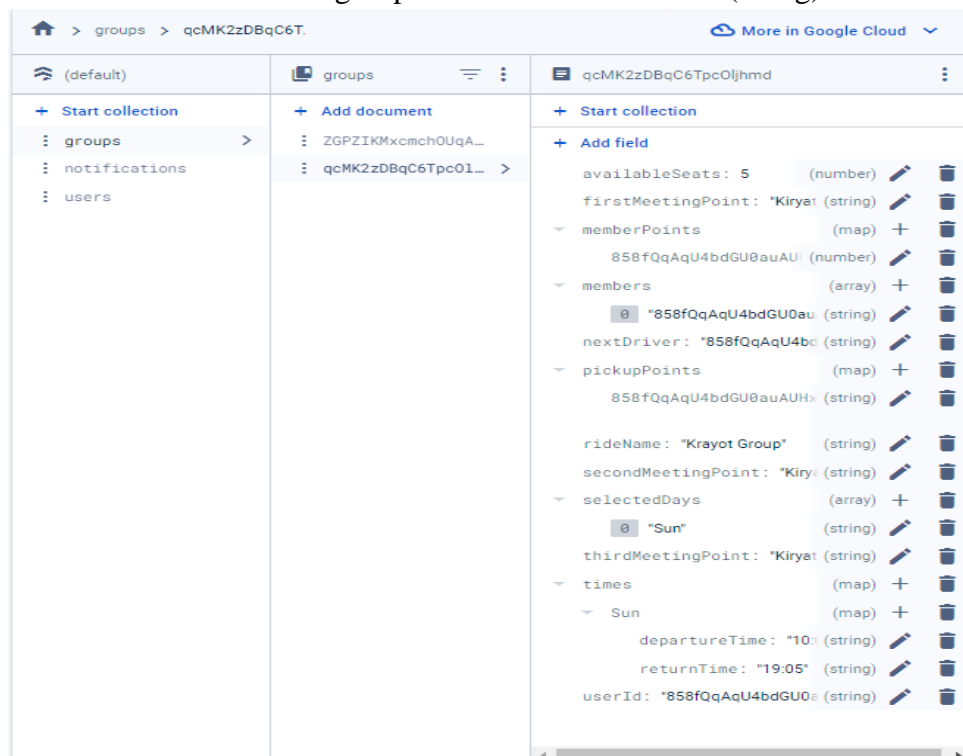 groups > qcMK2zDBqC6T.
More in Google Cloud
(default)
groups
qcMK2zDBqC6TpcOljhmd
+ Start collection
+ Add document
+ Start collection
groups >
notifications
users
ZGPZIKMxcmchOUqA…
qcMK2zDBqC6TpcOl… >
+ Add field
availableSeats: 5 (number)
firstMeetingPoint: "Kiryat (string)
memberPoints (map)
858fQqAqU4bdGU0auAU (number)
members (array)
0 "858fQqAqU4bdGU0au (string)
nextDriver: "858fQqAqU4bd (string)
pickupPoints (map)
858fQqAqU4bdGU0auAUHx (string)
rideName: "Krayot Group" (string)
secondMeetingPoint: "Kirya (string)
selectedDays (array)
0 "Sun" (string)
thirdMeetingPoint: "Kiryat (string)
times (map)
Sun (map)
departureTime: "10: (string)
returnTime: "19:05" (string)
userId: "858fQqAqU4bdGU0a (string)